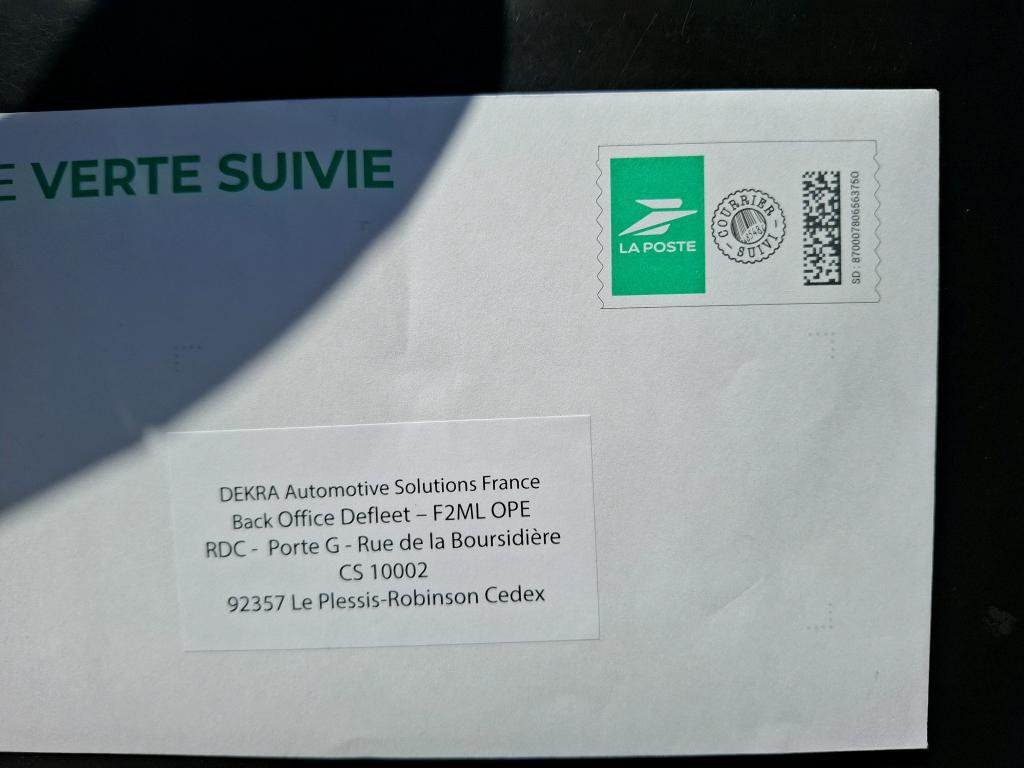 E VERTE SUIVIE
LA POSTE
COURRIER
SUIVI
SD : 870007806563750
DEKRA Automotive Solutions France
Back Office Defleet – F2ML OPE
RDC - Porte G - Rue de la Boursidière
CS 10002
92357 Le Plessis-Robinson Cedex